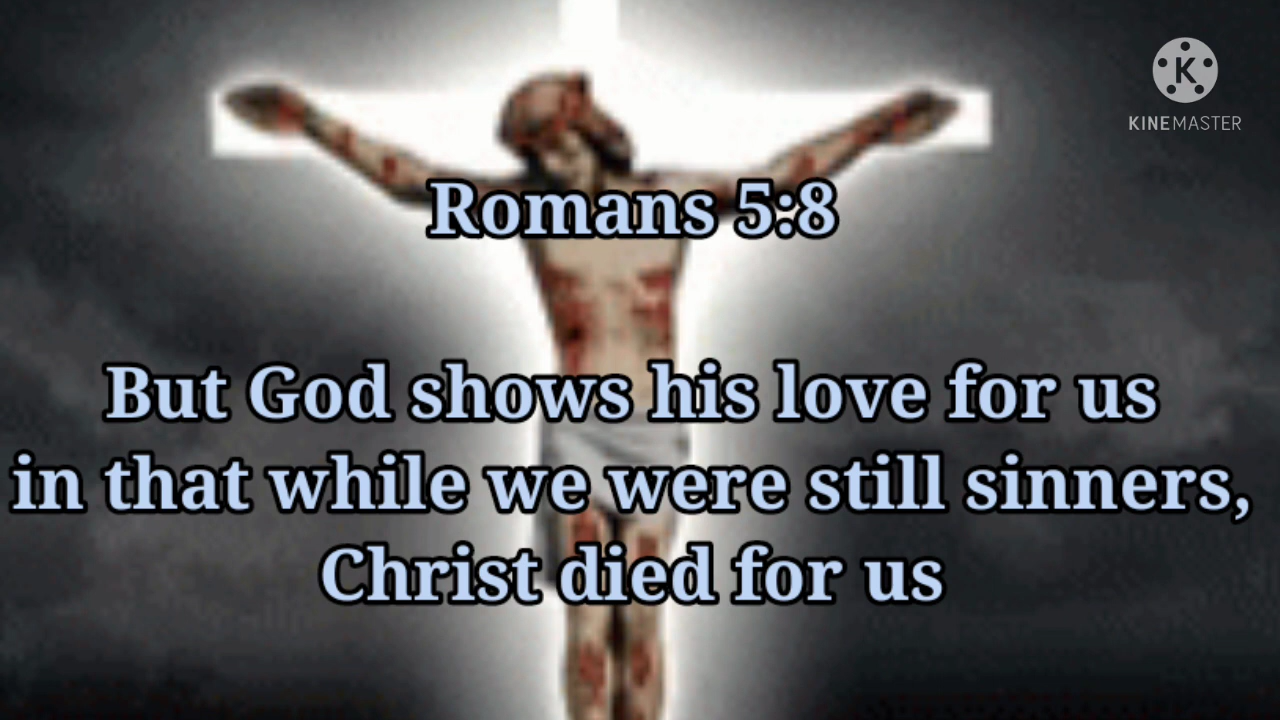 KINEMASTER
Romans 5:8
But God shows his love for us
in that while we were still sinners,
Christ died for us